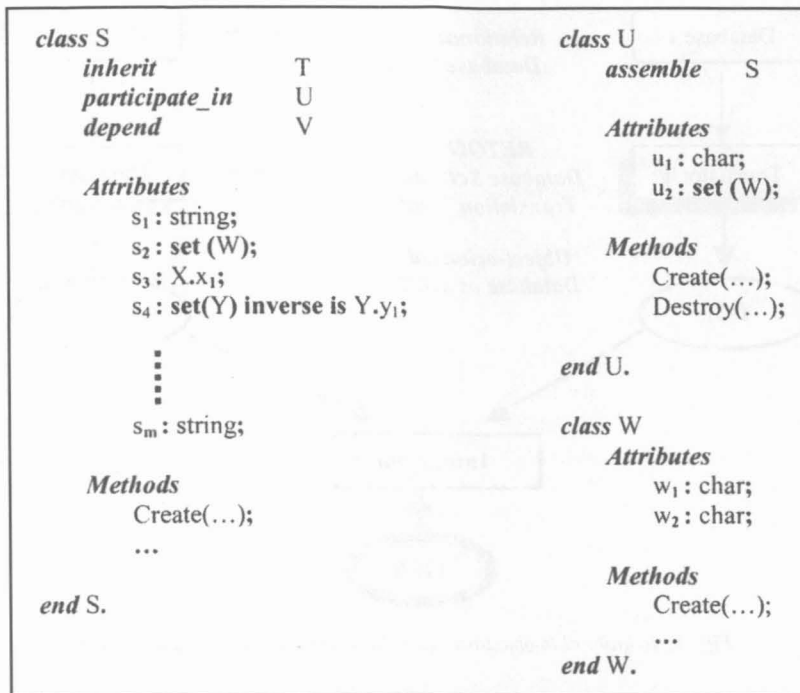 class S
inherit T
participate_in U
depend V
Attributes
s₁ : string;
s₂ : set (W);
s₃ : X.x₁;
s₄ : set(Y) inverse is Y.y₁;
sₘ : string;
Methods
Create(…);
…
end S.
class U
assemble S
Attributes
u₁ : char;
u₂ : set (W);
Methods
Create(…);
Destroy(…);
end U.
class W
Attributes
w₁ : char;
w₂ : char;
Methods
Create(…);
…
end W.